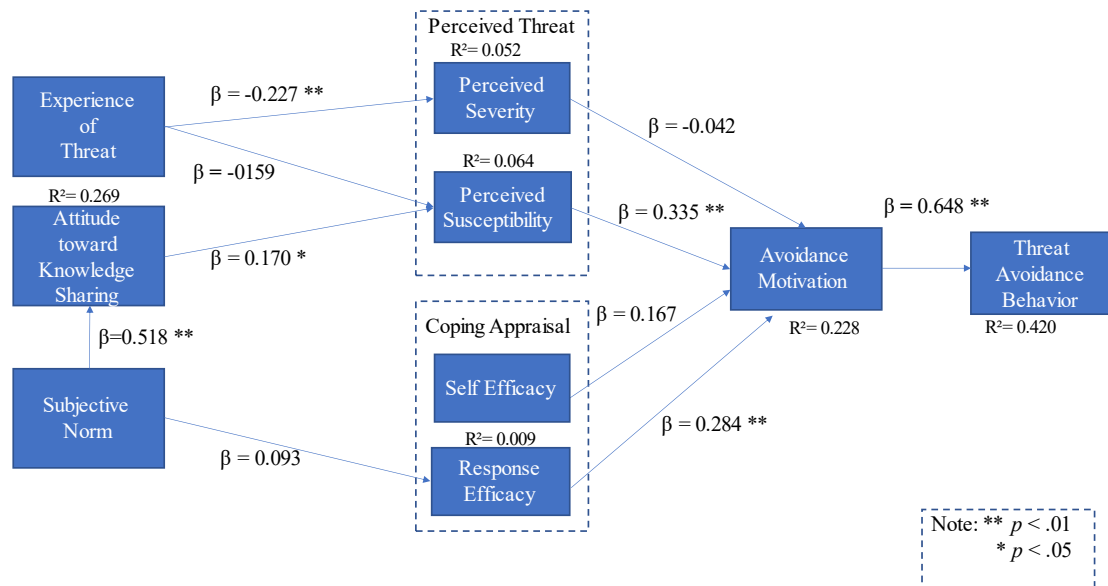 Perceived Threat
R²= 0.052
Experience
of
Threat
β = -0.227 **
Perceived
Severity
β = -0.042
β = -0159
R²= 0.064
Perceived
Susceptibility
β = 0.335 **
R²= 0.269
Attitude
toward
Knowledge
Sharing
β = 0.170 *
Avoidance
Motivation
R²= 0.228
β = 0.648 **
Threat
Avoidance
Behavior
R²= 0.420
β=0.518 **
Coping Appraisal
β = 0.167
Self Efficacy
Subjective
Norm
β = 0.093
R²= 0.009
Response
Efficacy
β = 0.284 **
Note: ** p < .01
* p < .05